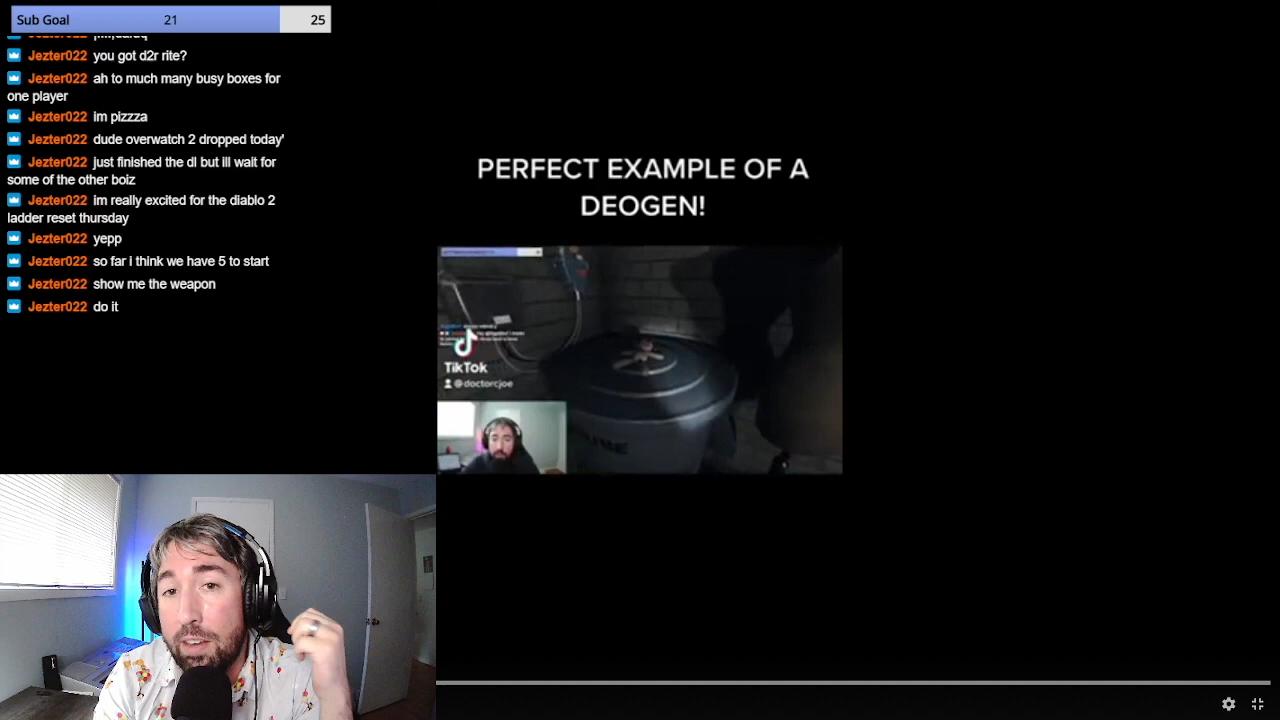 Sub Goal 21 25
Jezter022 you got d2r rite?
Jezter022 ah to much many busy boxes for
one player
Jezter022 im pizzza
Jezter022 dude overwatch 2 dropped today'
Jezter022 just finished the dl but ill wait for
some of the other boiz
Jezter022 im really excited for the diablo 2
ladder reset thursday
Jezter022 yepp
Jezter022 so far i think we have 5 to start
Jezter022 show me the weapon
Jezter022 do it
PERFECT EXAMPLE OF A
DEOGEN!
TikTok
@doctorcjoe